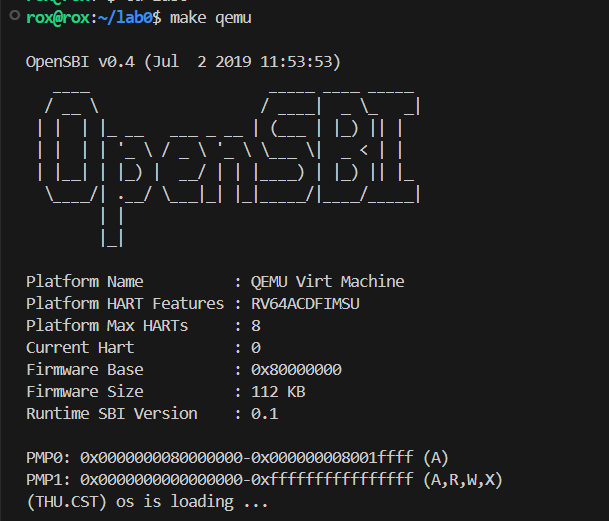 rox@rox:~/lab0$ make qemu
OpenSBI v0.4 (Jul  2 2019 11:53:53)
   ____                    _____ ____ _____
  / __ \                  / ____|  _ \_   _|
 | |  | |_ __   ___ _ __ | (___ | |_) || |
 | |  | | '_ \ / _ \ '_ \ \___ \|  _ < | |
 | |__| | |_) |  __/ | | |____) | |_) || |_
  \____/| .__/ \___|_| |_|_____/|____/_____|
        | |
        |_|
Platform Name          : QEMU Virt Machine
Platform HART Features : RV64ACDFIMSU
Platform Max HARTs     : 8
Current Hart           : 0
Firmware Base          : 0x80000000
Firmware Size          : 112 KB
Runtime SBI Version    : 0.1
PMP0: 0x0000000080000000-0x000000008001ffff (A)
PMP1: 0x0000000000000000-0xffffffffffffffff (A,R,W,X)
(THU.CST) os is loading ...